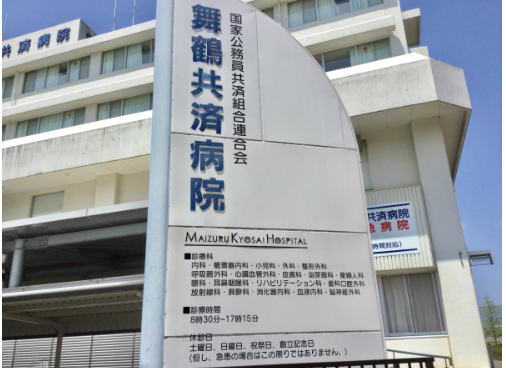 共済病院
国家公務員共済組合連合会
舞鶴共済病院
MAIZURU KYOSAI HOSPITAL
■診療科
内科・循環器内科・小児科・外科・整形外科
呼吸器外科・心臓血管外科・皮膚科・泌尿器科・産婦人科
眼科・耳鼻咽喉科・リハビリテーション科・歯科口腔外科
放射線科・麻酔科・消化器内科・血液内科・脳神経外科
■診療時間
8時30分~17時15分
休診日
土曜日、日曜日、祝祭日、創立記念日
(但し、急患の場合はこの限りではありません。)
共済病院
急病院
時間対応)